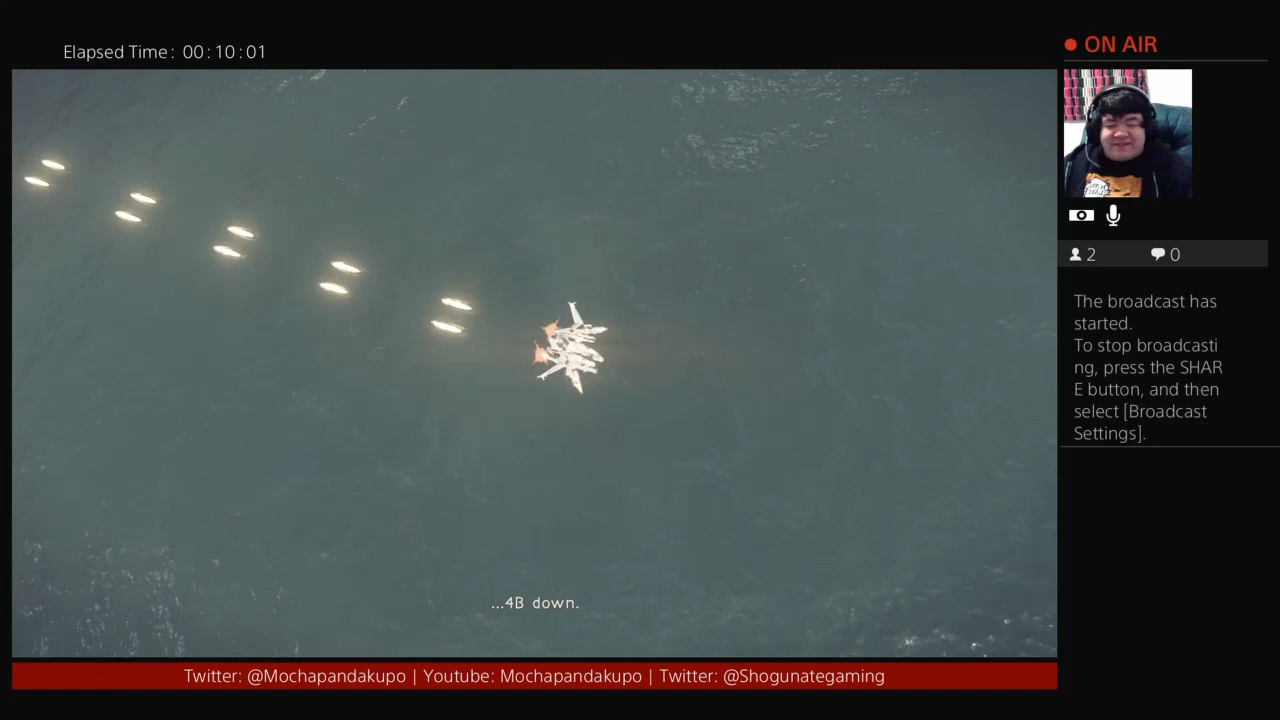 Elapsed Time: 00:10:01
ON AIR
2 0
The broadcast has
started.
To stop broadcasti
ng, press the SHAR
E button, and then
select [Broadcast
Settings].
...4B down.
Twitter: @Mochapandakupo | Youtube: Mochapandakupo | Twitter: @Shogunategaming